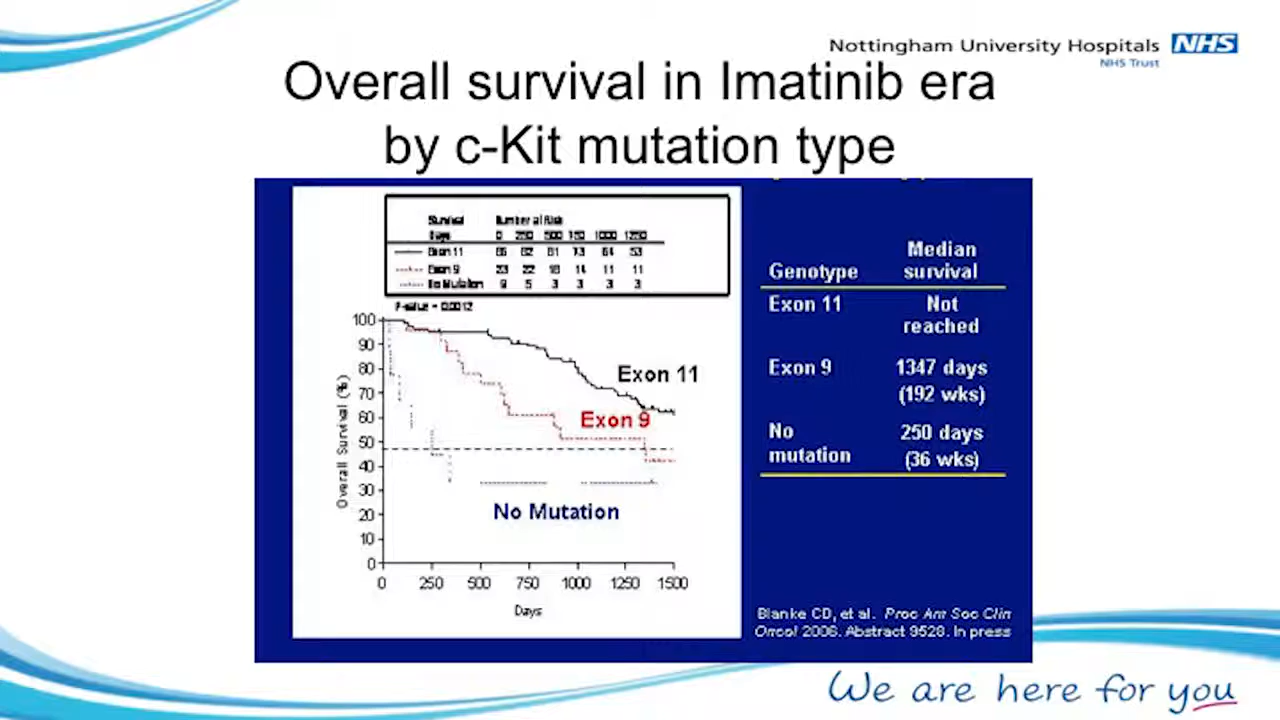 Nottingham University Hospitals NHS
NHS Trust
Overall survival in Imatinib era
by c-Kit mutation type
Survival Number at Risk
Days 0 250 500 750 1000 1250
Exon 11 82 81 73 64 53
Exon 9 23 22 18 14 11 11
No Mutation 9 5 3 3 3 3
P-value = 0.0012
100
90
80
70
60
50
40
30
20
10
0
Overall Survival (%)
Exon 11
Exon 9
No Mutation
0 250 500 750 1000 1250 1500
Days
Genotype
Median
survival
Exon 11
Not
reached
Exon 9
1347 days
(192 wks)
No
mutation
250 days
(36 wks)
Blanke CD, et al. Proc Am Soc Clin
Oncol 2006. Abstract 9528. In press
We are here for you